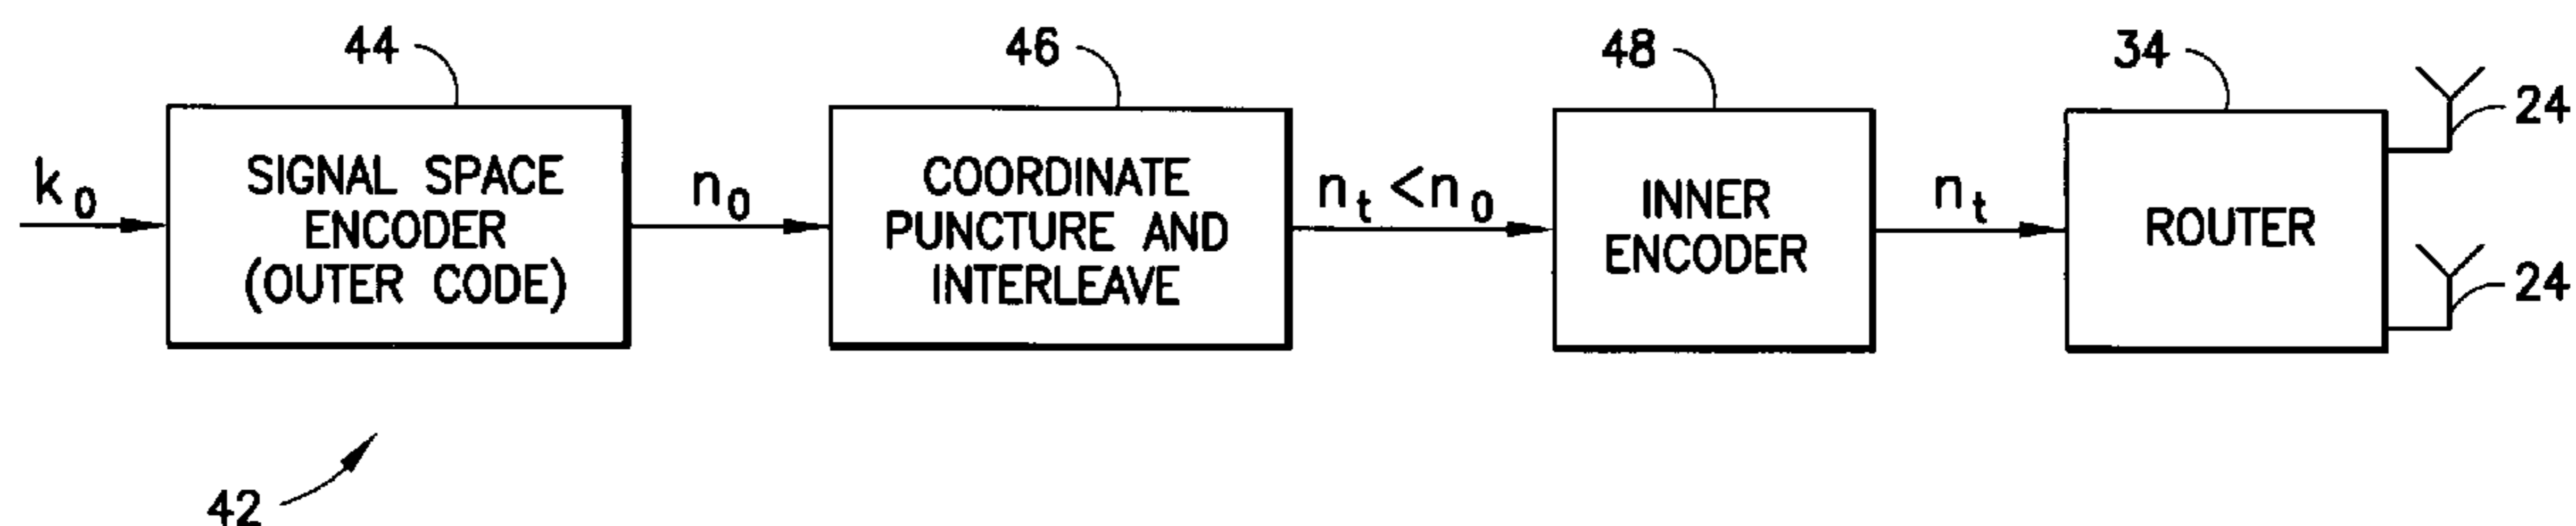 44
46
48
34
24
k₀
SIGNAL SPACE
ENCODER
(OUTER CODE)
n₀
COORDINATE
PUNCTURE AND
INTERLEAVE
nₜ < n₀
INNER
ENCODER
nₜ
ROUTER
24
42